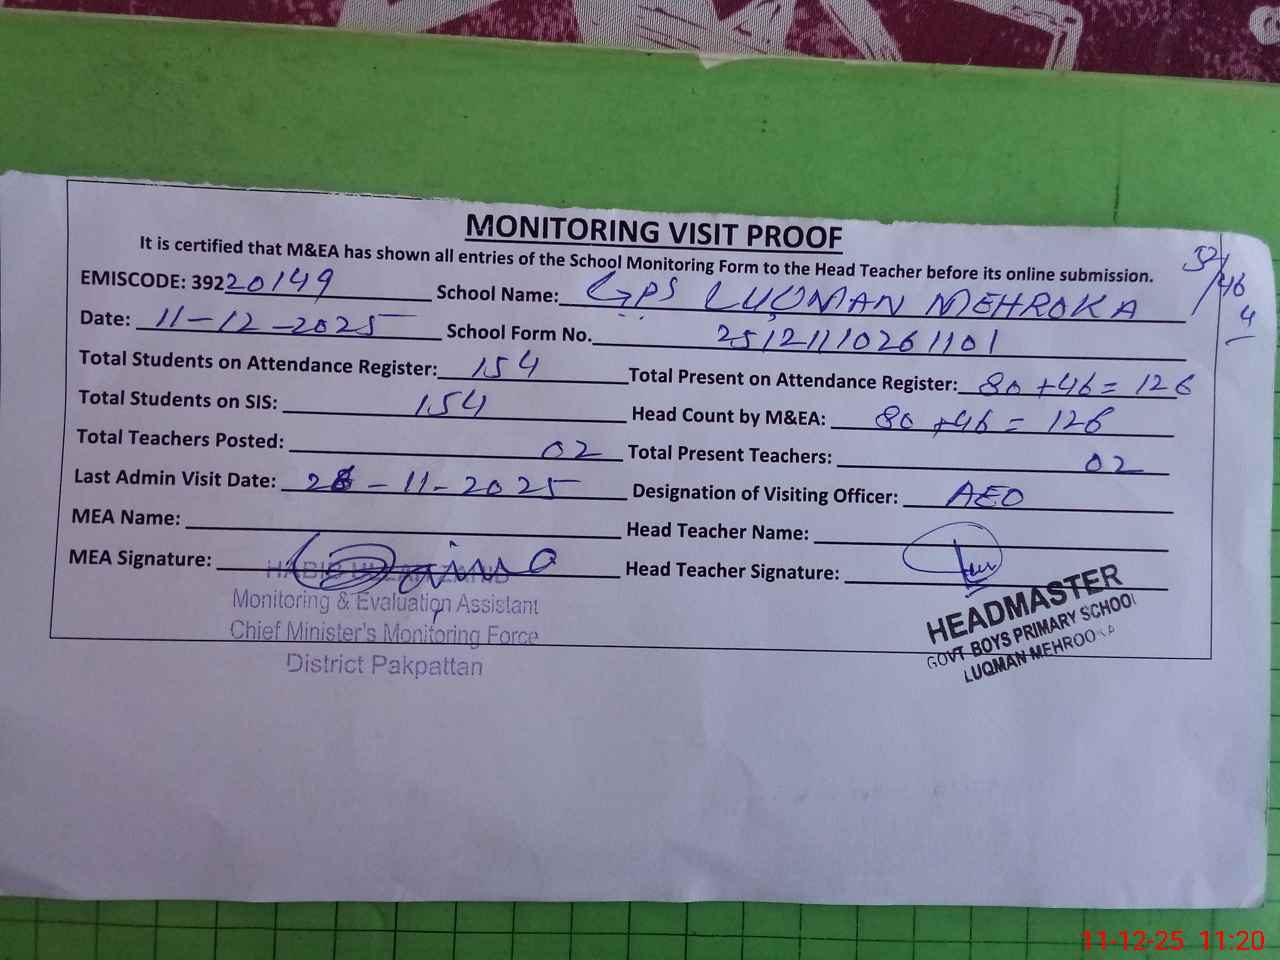 MONITORING VISIT PROOF
It is certified that M&EA has shown all entries of the School Monitoring Form to the Head Teacher before its online submission.
52/46
4
EMISCODE: 39220149 School Name: GPS LUQMAN MEHROKA
Date: 11-12-2025 School Form No. 25121110261101
Total Students on Attendance Register: 154 Total Present on Attendance Register: 80+46= 126
Total Students on SIS: 154 Head Count by M&EA: 80+46= 126
Total Teachers Posted: 02 Total Present Teachers: 02
Last Admin Visit Date: 28-11-2025 Designation of Visiting Officer: AEO
MEA Name: Head Teacher Name:
MEA Signature: Head Teacher Signature:
HABIB
Monitoring & Evaluation Assistant
Chief Minister's Monitoring Force
District Pakpattan
HEADMASTER
GOVT BOYS PRIMARY SCHOOL
LUQMAN MEHROOKA
11-12-25 11:20